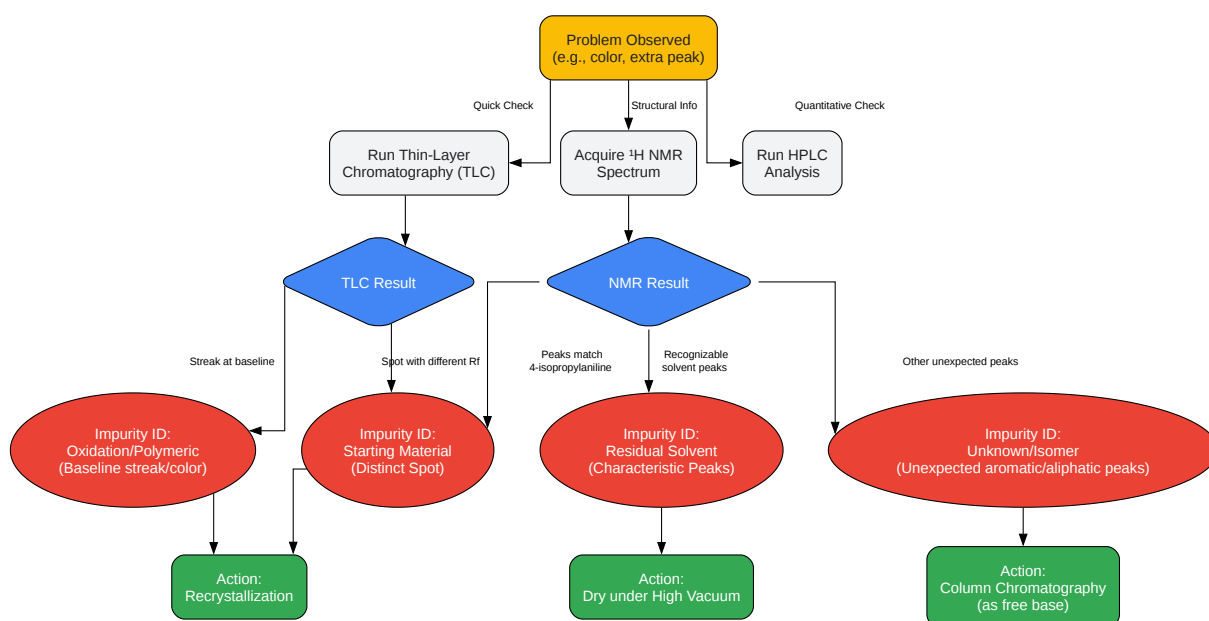 Problem Observed
(e.g., color, extra peak)
Quick Check
Structural Info
Quantitative Check
Run Thin-Layer
Chromatography (TLC)
Acquire ¹H NMR
Spectrum
Run HPLC
Analysis
TLC Result
NMR Result
Streak at baseline
Spot with different Rf
Peaks match
4-isopropylaniline
Recognizable
solvent peaks
Other unexpected peaks
Impurity ID:
Oxidation/Polymeric
(Baseline streak/color)
Impurity ID:
Starting Material
(Distinct Spot)
Impurity ID:
Residual Solvent
(Characteristic Peaks)
Impurity ID:
Unknown/Isomer
(Unexpected aromatic/aliphatic peaks)
Action:
Recrystallization
Action:
Dry under High Vacuum
Action:
Column Chromatography
(as free base)